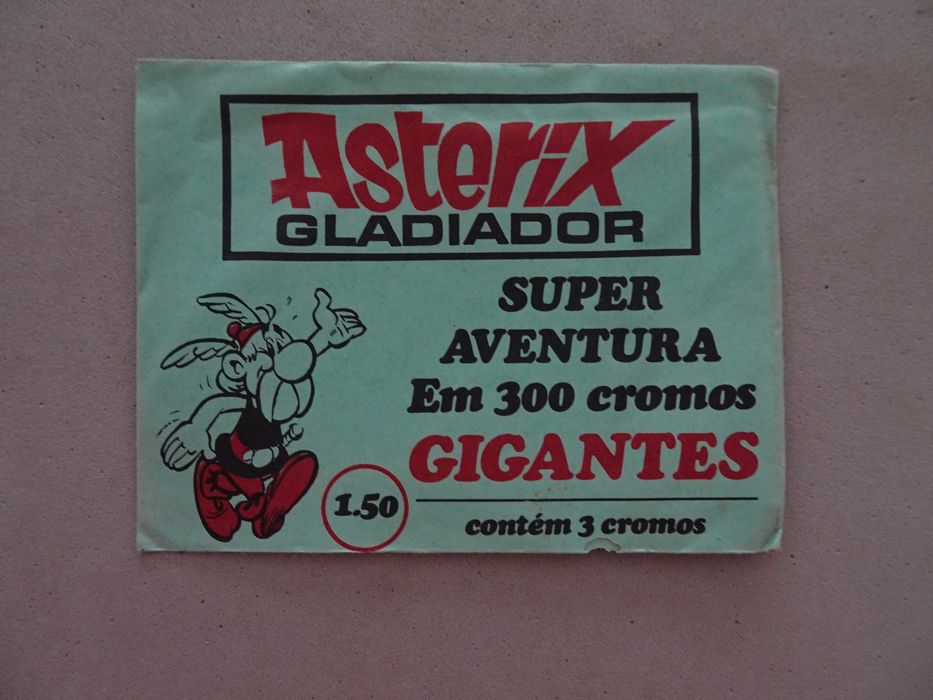 Asterix
GLADIADOR
SUPER
AVENTURA
Em 300 cromos
GIGANTES
1.50
contém 3 cromos